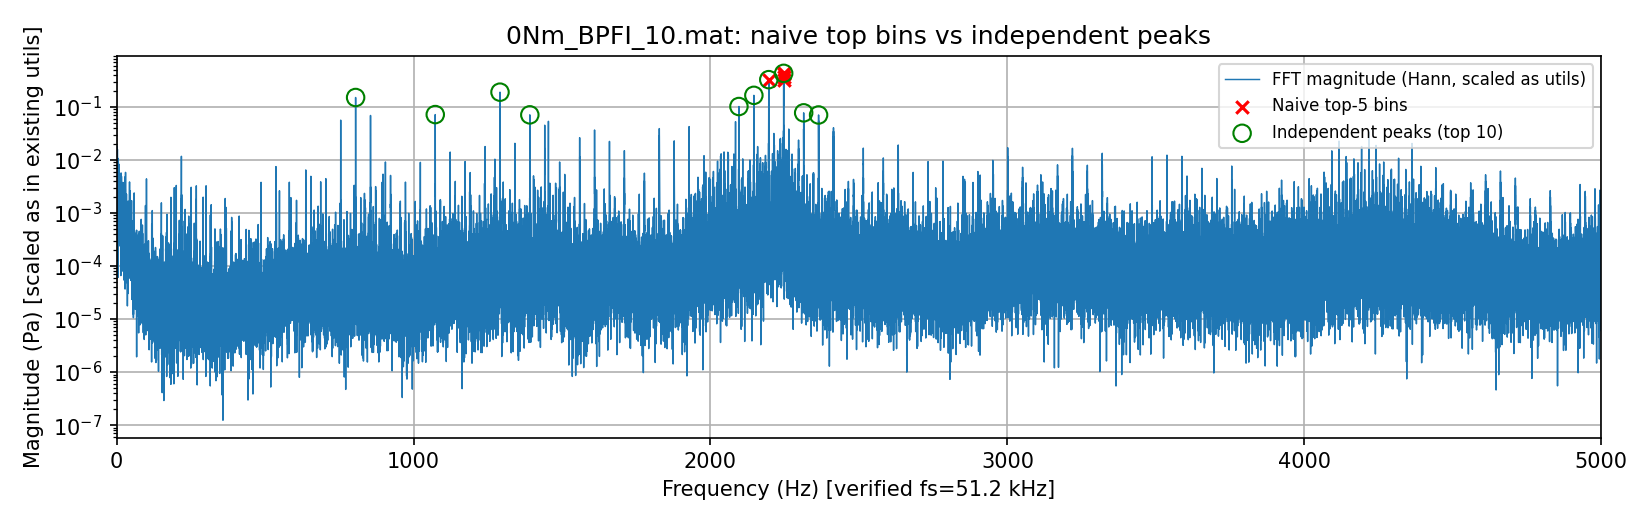 0Nm_BPFI_10.mat: naive top bins vs independent peaks
Magnitude (Pa) [scaled as in existing utils]
10⁻¹
10⁻²
10⁻³
10⁻⁴
10⁻⁵
10⁻⁶
10⁻⁷
FFT magnitude (Hann, scaled as utils)
Naive top-5 bins
Independent peaks (top 10)
0 1000 2000 3000 4000 5000
Frequency (Hz) [verified fs=51.2 kHz]